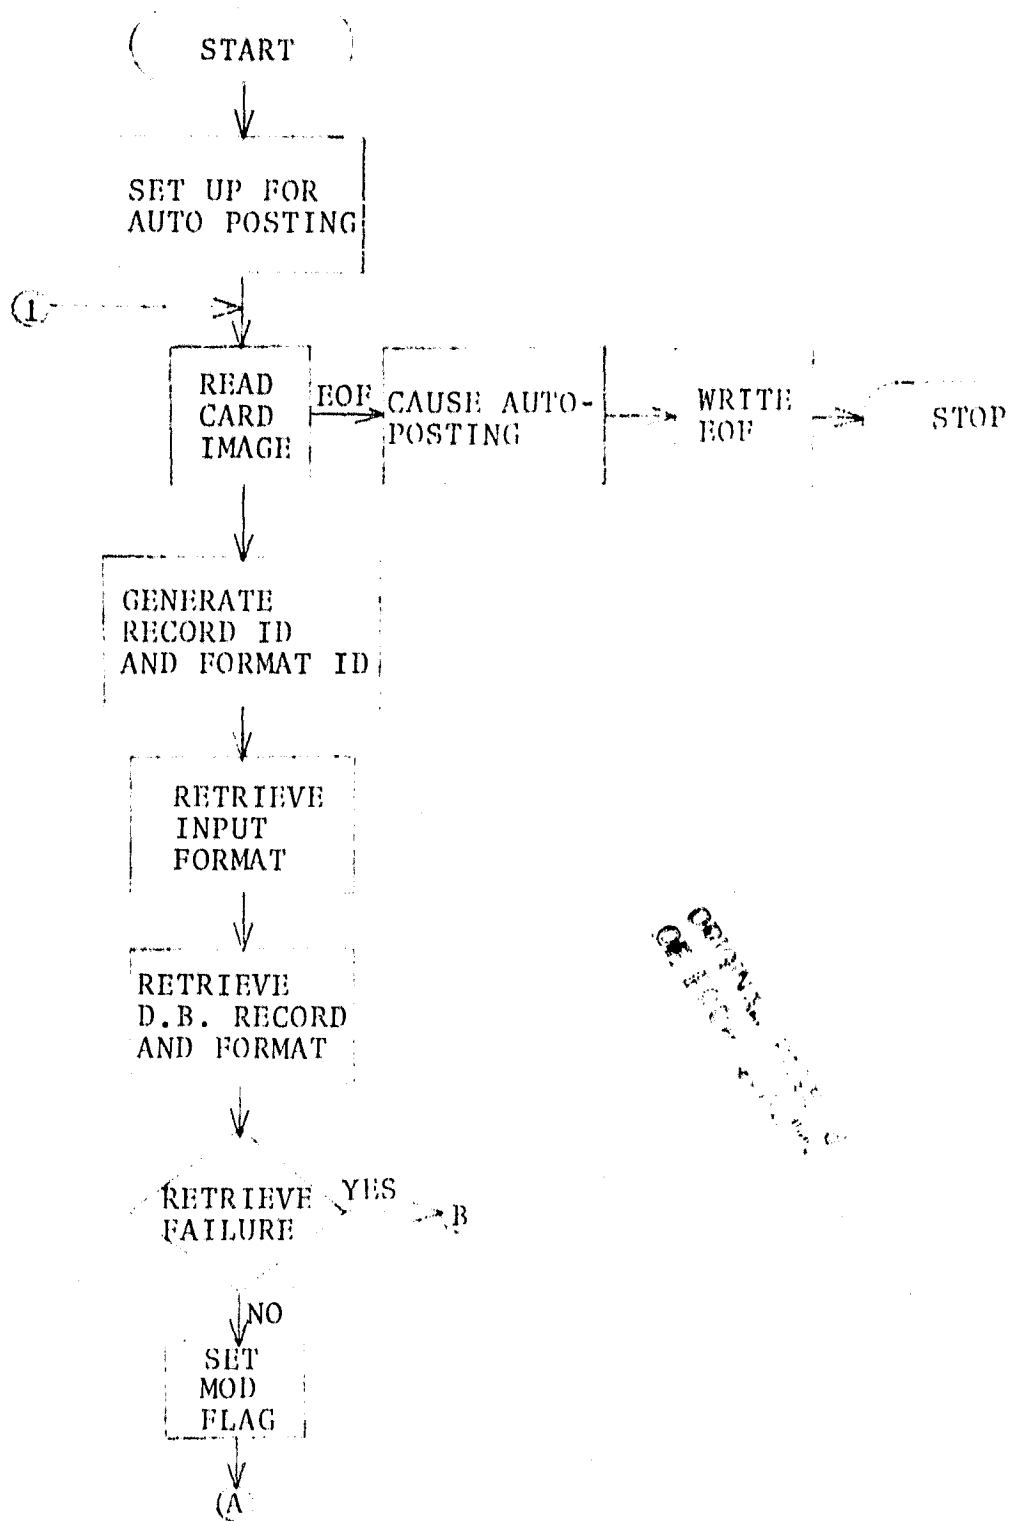 START
SET UP FOR
AUTO POSTING
1
READ
CARD
IMAGE
EOF
CAUSE AUTO-
POSTING
WRITE
EOF
STOP
GENERATE
RECORD ID
AND FORMAT ID
RETRIEVE
INPUT
FORMAT
RETRIEVE
D.B. RECORD
AND FORMAT
RETRIEVE
FAILURE
YES
B
NO
SET
MOD
FLAG
A